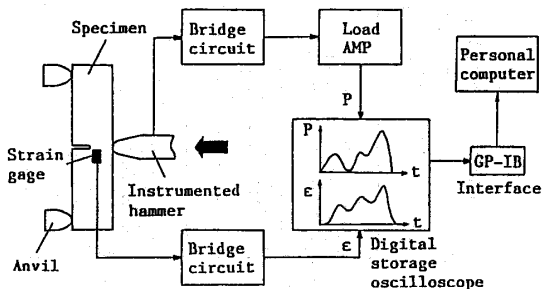 Specimen
Bridge
circuit
Load
AMP
Personal
computer
P
P
t
ε
t
GP-IB
Interface
Strain
gage
Instrumented
hammer
Anvil
Bridge
circuit
ε
Digital
storage
oscilloscope